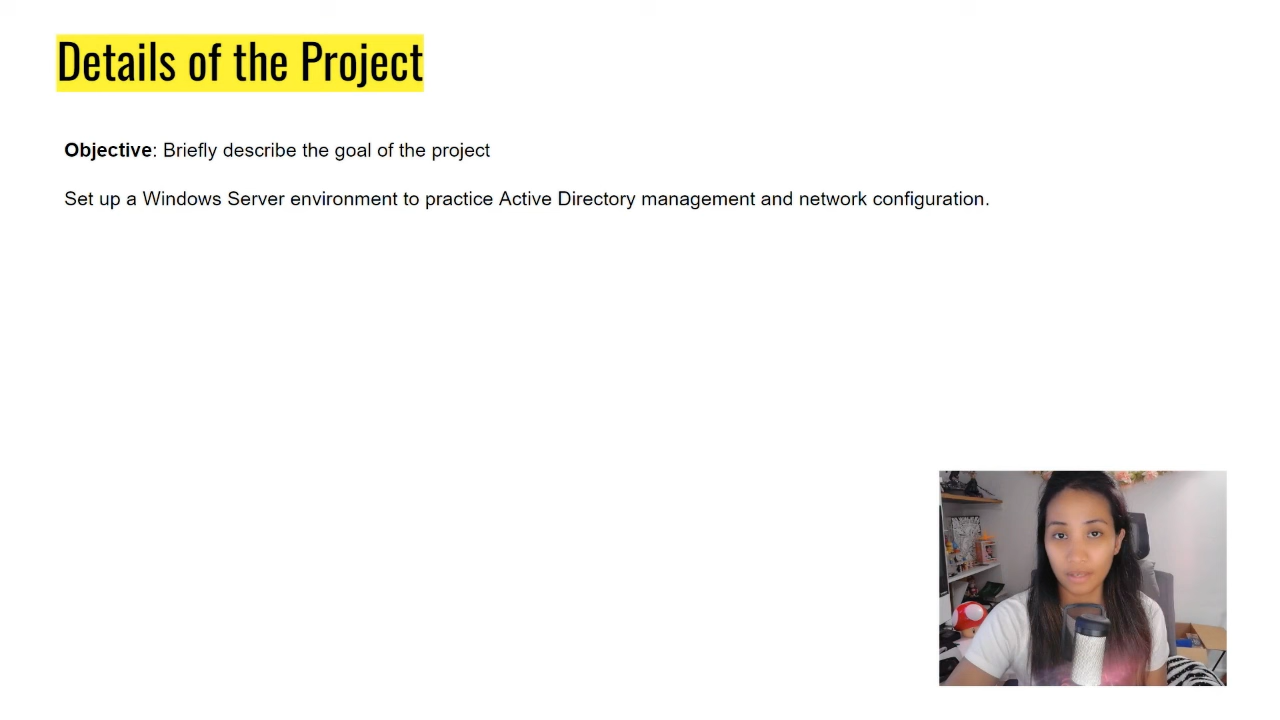 Details of the Project
Objective: Briefly describe the goal of the project
Set up a Windows Server environment to practice Active Directory management and network configuration.